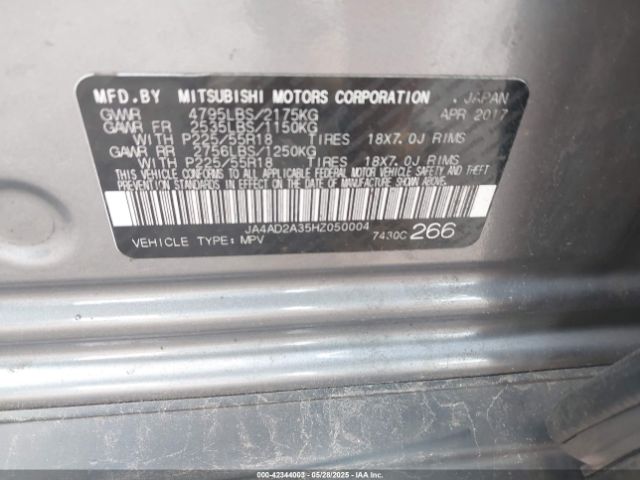 MFD.BY MITSUBISHI MOTORS CORPORATION , JAPAN
GVWR 4795LBS/2175KG APR 2017
GAWR FR 2535LBS/1150KG
WITH P225/55R18 TIRES 18X7.0J RIMS
GAWR RR 2756LBS/1250KG
WITH P225/55R18 TIRES 18X7.0J RIMS
THIS VEHICLE CONFORMS TO ALL APPLICABLE FEDERAL MOTOR VEHICLE SAFETY AND THEFT
PREVENTION STANDARDS IN EFFECT ON THE DATE OF MANUFACTURE SHOWN ABOVE.
JA4AD2A35HZ050004
VEHICLE TYPE: MPV 7430C 266
000-42344003 - 05/28/2025 - COPYRIGHT © IAA, LLC